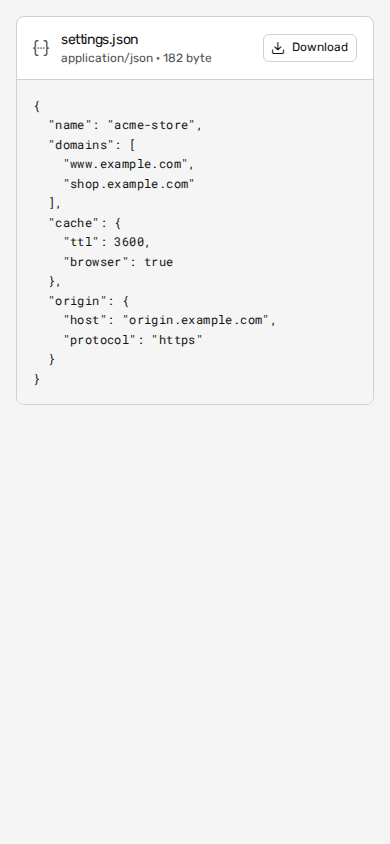 settings.json
application/json • 182 byte
Download
{
  "name": "acme-store",
  "domains": [
    "www.example.com",
    "shop.example.com"
  ],
  "cache": {
    "ttl": 3600,
    "browser": true
  },
  "origin": {
    "host": "origin.example.com",
    "protocol": "https"
  }
}